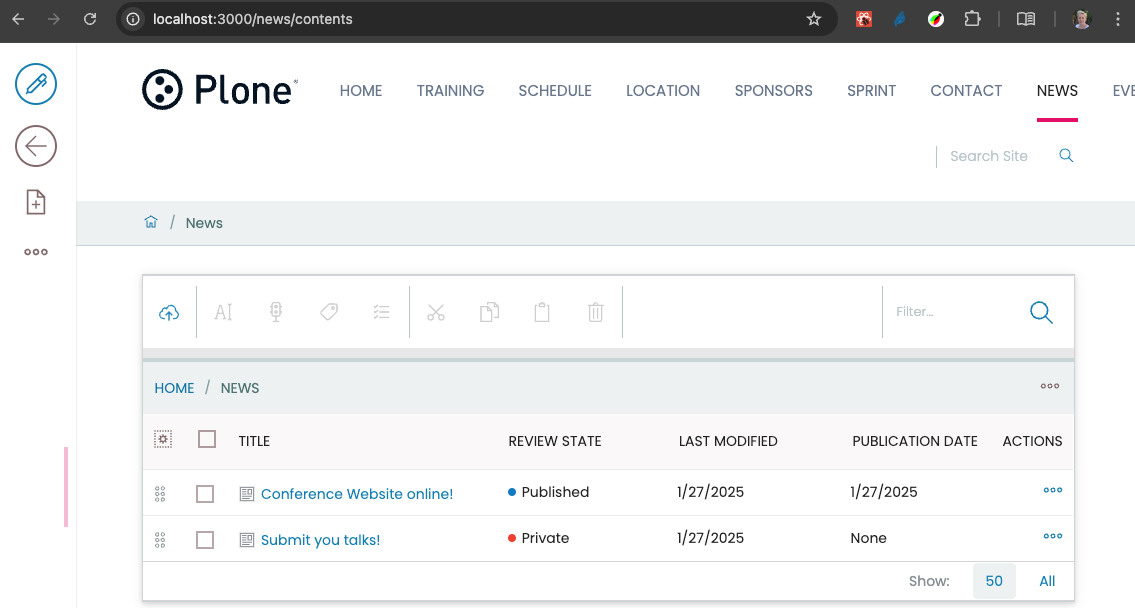 localhost:3000/news/contents
Plone®
HOME TRAINING SCHEDULE LOCATION SPONSORS SPRINT CONTACT NEWS EVE
Search Site
/ News
AI
Filter...
HOME / NEWS
TITLE REVIEW STATE LAST MODIFIED PUBLICATION DATE ACTIONS
Conference Website online! Published 1/27/2025 1/27/2025
Submit you talks! Private 1/27/2025 None
Show: 50 All